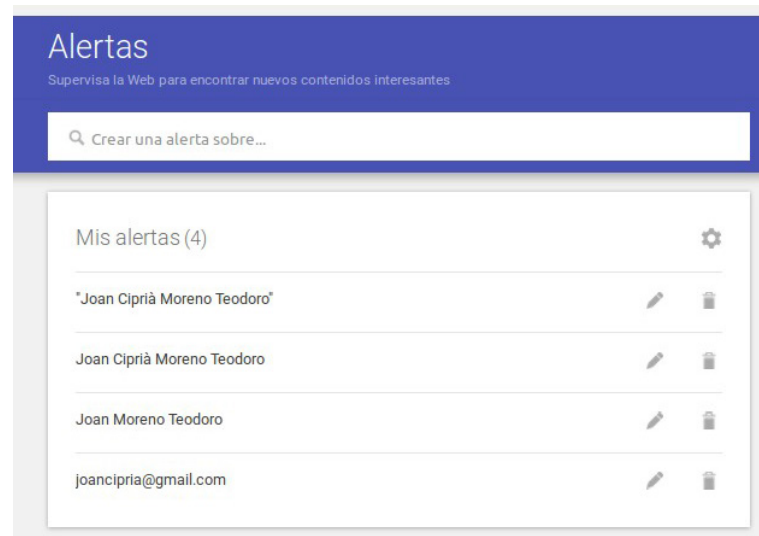 Alertas
Supervisa la Web para encontrar nuevos contenidos interesantes
Crear una alerta sobre...
Mis alertas (4)
"Joan Ciprià Moreno Teodoro"
Joan Ciprià Moreno Teodoro
Joan Moreno Teodoro
joancipria@gmail.com